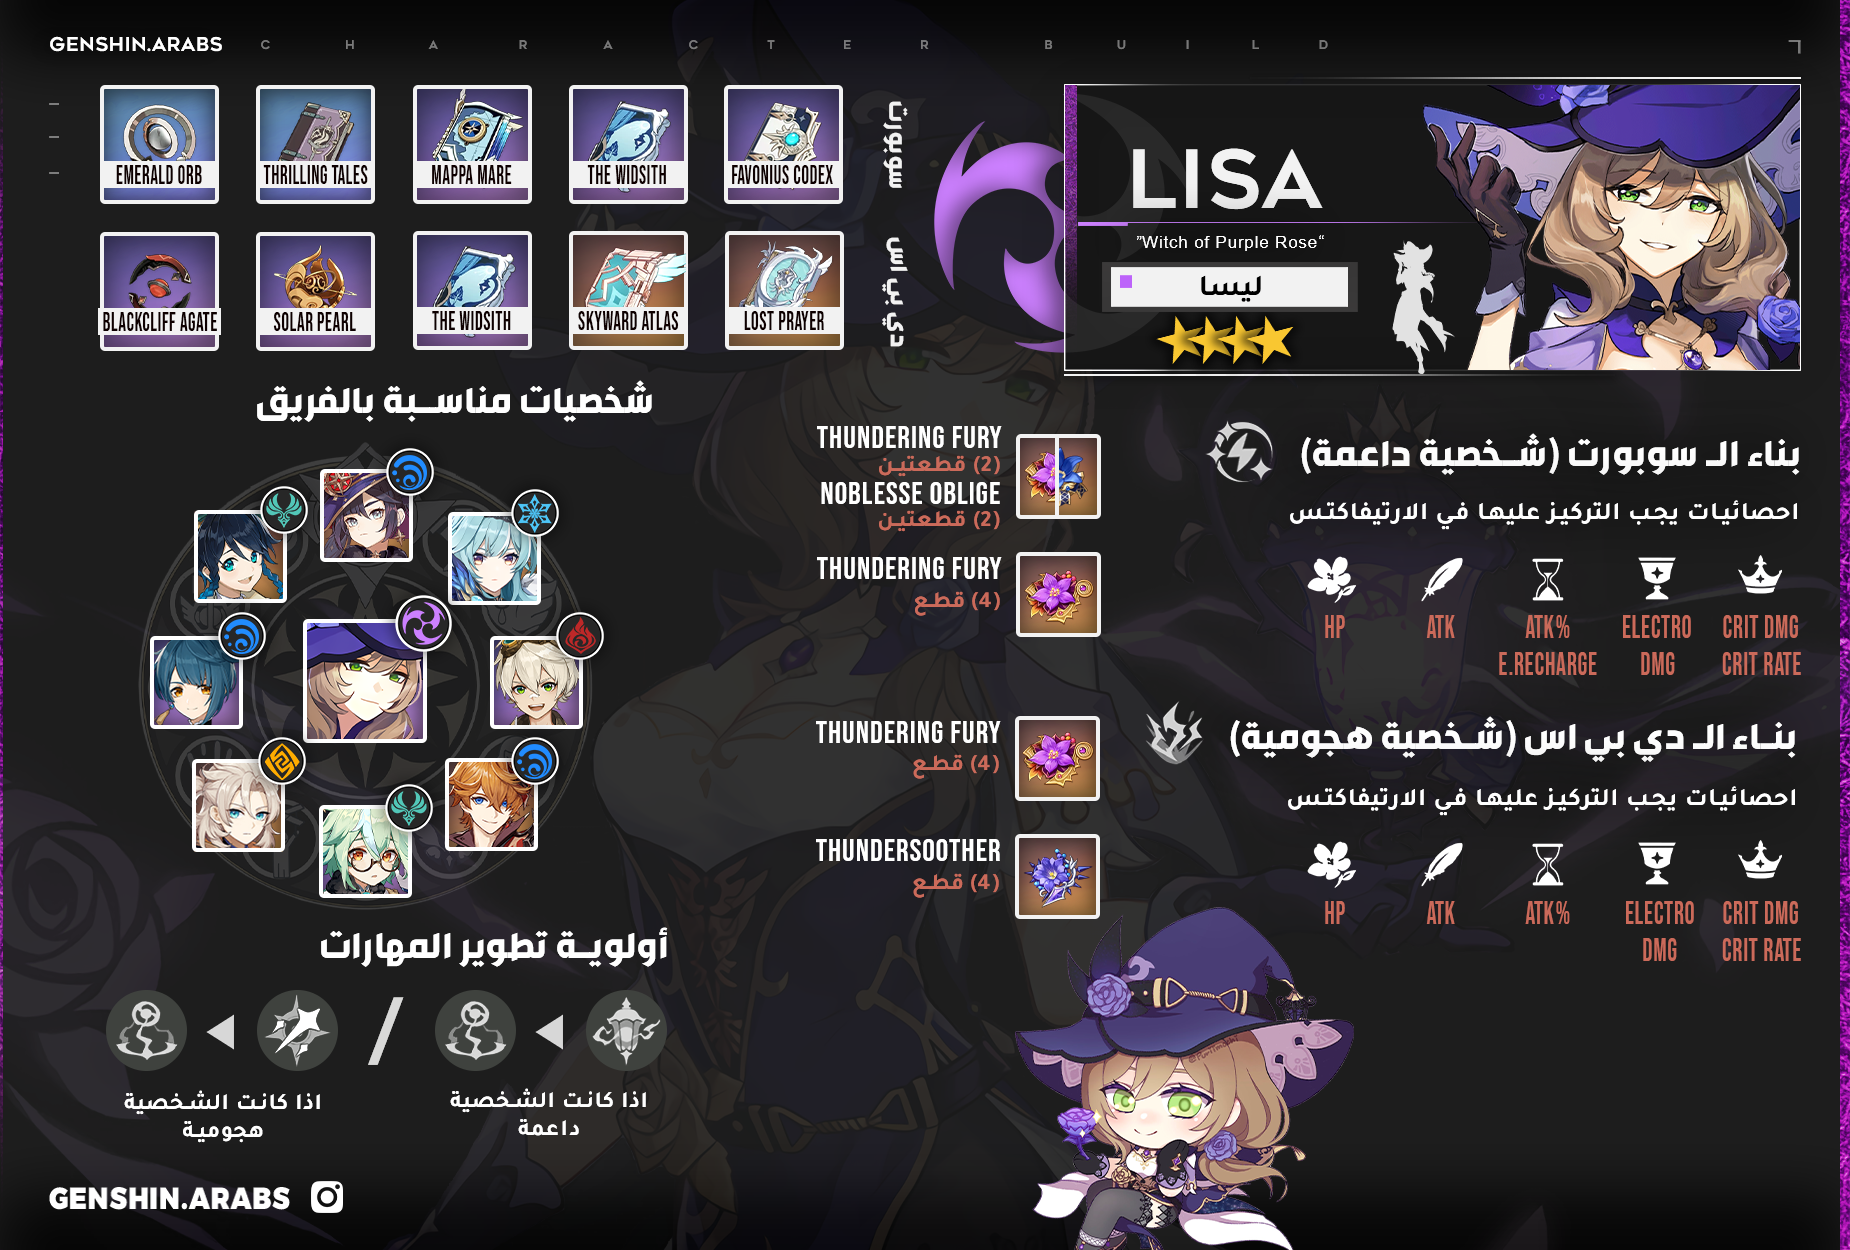 GENSHIN.ARABS
CHARACTER BUILD
EMERALD ORB
THRILLING TALES
MAPPA MARE
THE WIDSITH
FAVONIUS CODEX
سوبورت
BLACKCLIFF AGATE
SOLAR PEARL
THE WIDSITH
SKYWARD ATLAS
LOST PRAYER
دي بي اس
LISA
”Witch of Purple Rose“
ليسا
شخصيات مناسبة بالفريق
THUNDERING FURY
(2) قطعتين
NOBLESSE OBLIGE
(2) قطعتين
THUNDERING FURY
(4) قطع
بناء الـ سوبورت (شخصية داعمة)
احصائيات يجب التركيز عليها في الارتيفاكتس
HP
ATK
ATK%
E.RECHARGE
ELECTRO
DMG
CRIT DMG
CRIT RATE
THUNDERING FURY
(4) قطع
THUNDERSOOTHER
(4) قطع
بناء الـ دي بي اس (شخصية هجومية)
احصائيات يجب التركيز عليها في الارتيفاكتس
HP
ATK
ATK%
ELECTRO
DMG
CRIT DMG
CRIT RATE
أولوية تطوير المهارات
/
اذا كانت الشخصية
داعمة
اذا كانت الشخصية
هجومية
GENSHIN.ARABS